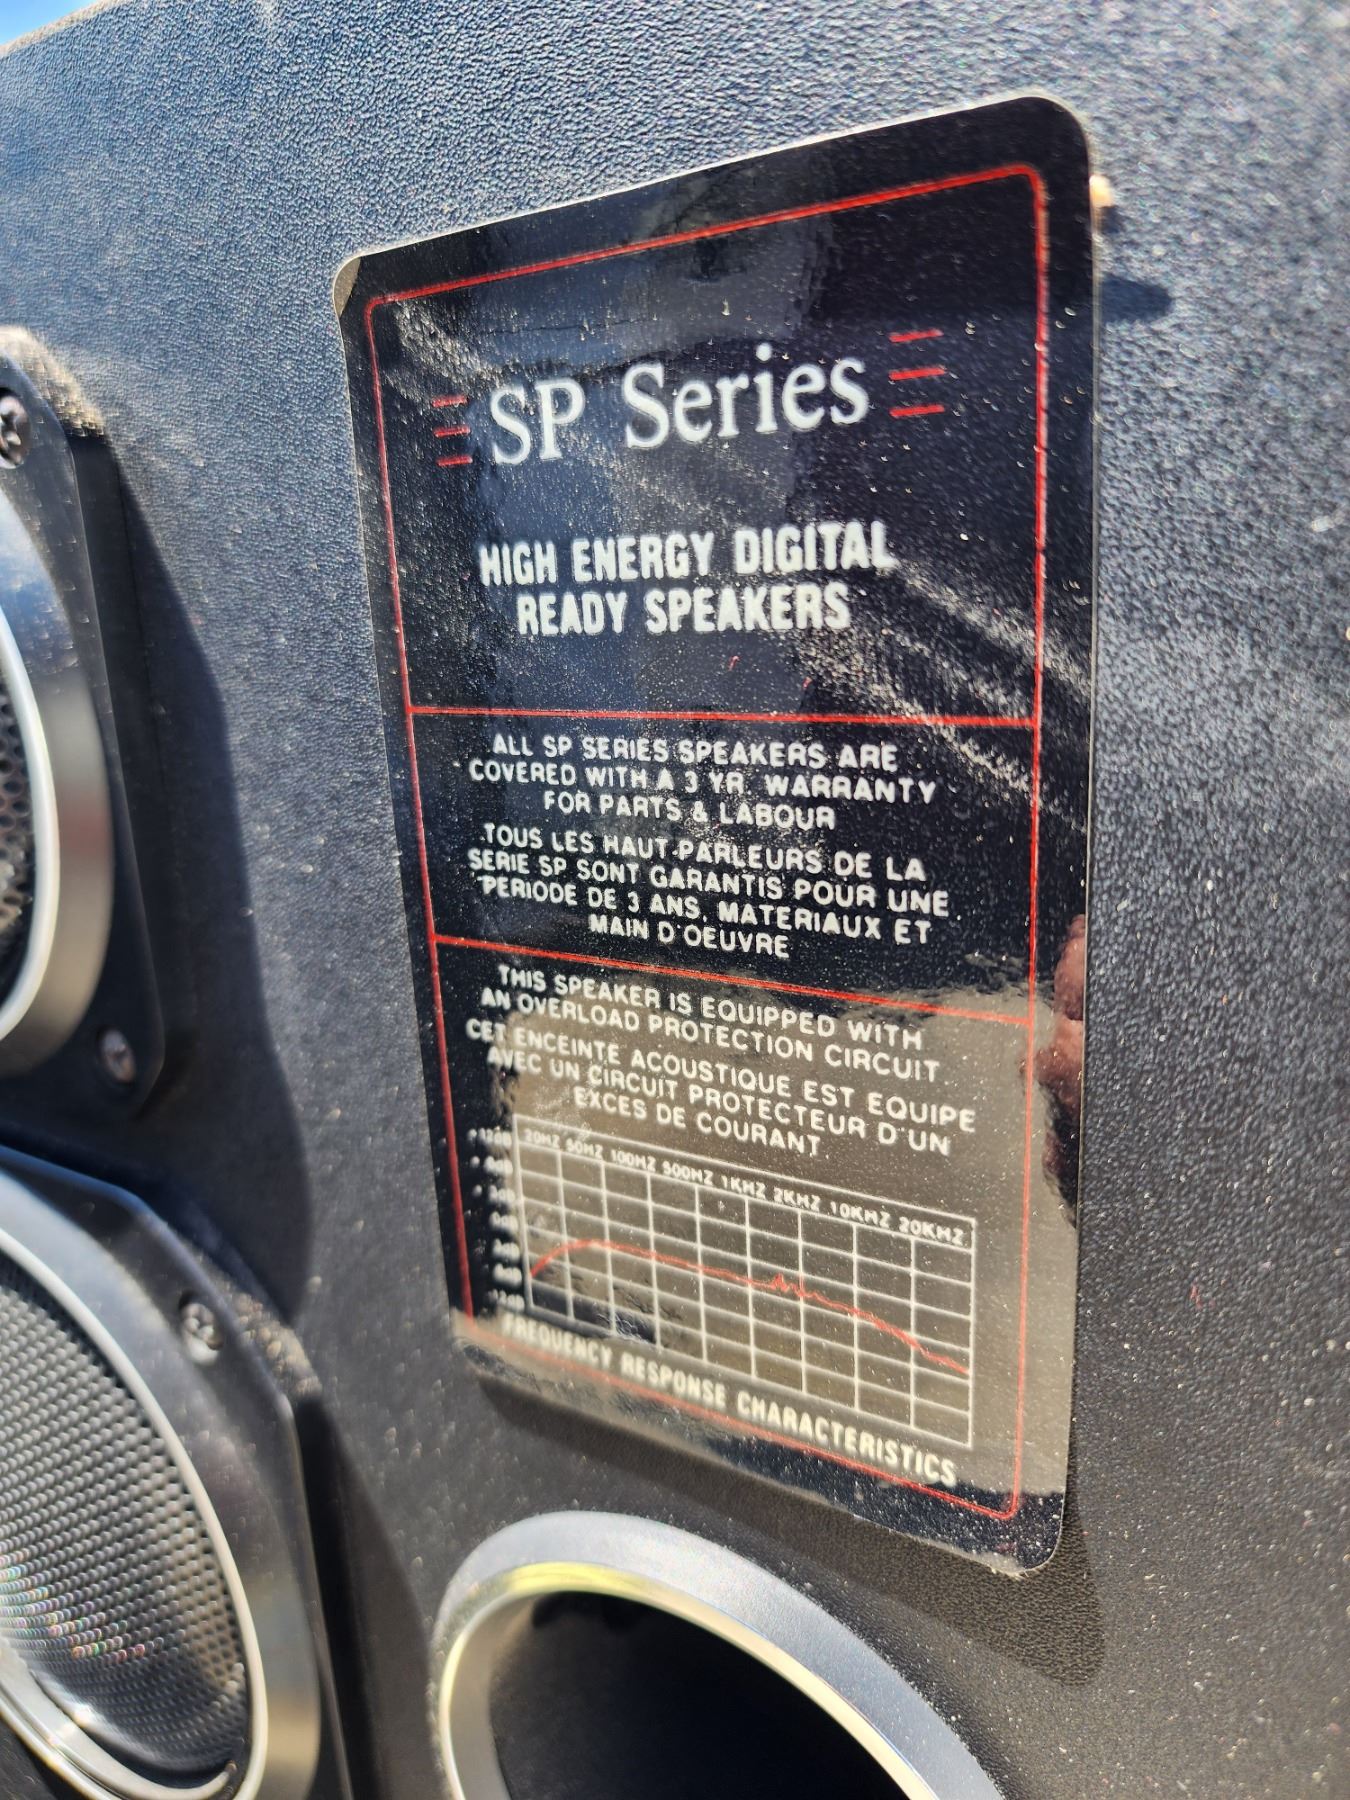 SP Series
HIGH ENERGY DIGITAL
READY SPEAKERS
ALL SP SERIES SPEAKERS ARE
COVERED WITH A 3 YR. WARRANTY
FOR PARTS & LABOUR
TOUS LES HAUT-PARLEURS DE LA
SERIE SP SONT GARANTIS POUR UNE
PERIODE DE 3 ANS, MATERIAUX ET
MAIN D'OEUVRE
THIS SPEAKER IS EQUIPPED WITH
AN OVERLOAD PROTECTION CIRCUIT
CET ENCEINTE ACOUSTIQUE EST EQUIPE
AVEC UN CIRCUIT PROTECTEUR D'UN
EXCES DE COURANT
20HZ 50HZ 100HZ 500HZ 1KHZ 2KHZ 10KHZ 20KHZ
FREQUENCY RESPONSE CHARACTERISTICS